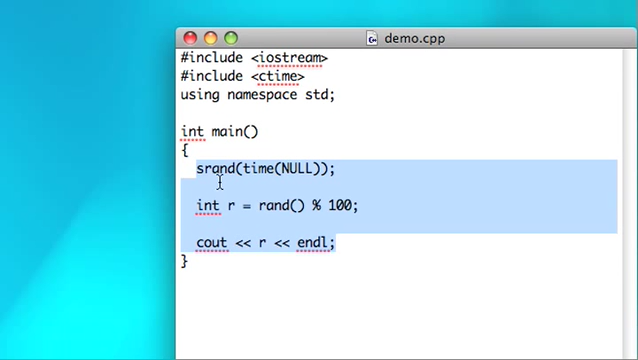 demo.cpp
#include <iostream>
#include <ctime>
using namespace std;
int main()
{
srand(time(NULL));
int r = rand() % 100;
cout << r << endl;
}